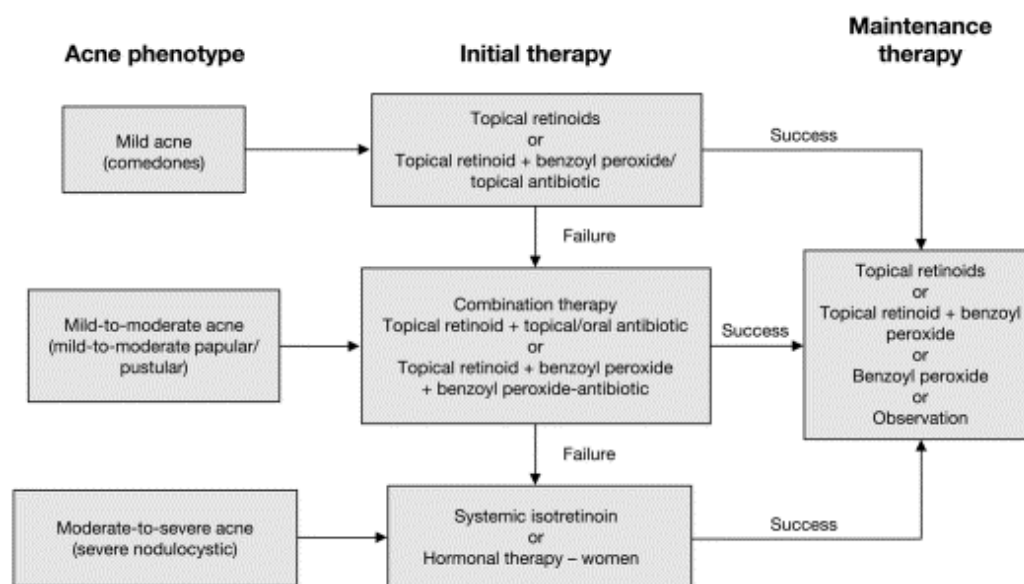 Acne phenotype
Initial therapy
Maintenance
therapy
Mild acne
(comedones)
Topical retinoids
or
Topical retinoid + benzoyl peroxide/
topical antibiotic
Success
Failure
Mild-to-moderate acne
(mild-to-moderate papular/
pustular)
Combination therapy
Topical retinoid + topical/oral antibiotic
or
Topical retinoid + benzoyl peroxide
+ benzoyl peroxide-antibiotic
Success
Topical retinoids
or
Topical retinoid + benzoyl
peroxide
or
Benzoyl peroxide
or
Observation
Failure
Moderate-to-severe acne
(severe nodulocystic)
Systemic isotretinoin
or
Hormonal therapy – women
Success